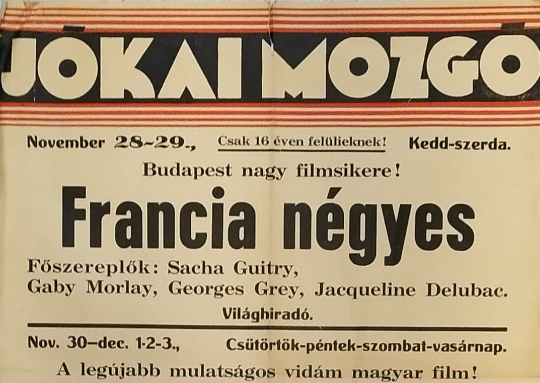 JÓKAI MOZGÓ
November 28-29., Csak 16 éven felülieknek! Kedd-szerda.
Budapest nagy filmsikere!
Francia négyes
Főszereplők: Sacha Guitry,
Gaby Morlay, Georges Grey, Jacqueline Delubac.
Világhiradó.
Nov. 30-dec. 1-2-3., Csütörtök-péntek-szombat-vasárnap.
A legújabb mulatságos vidám magyar film!